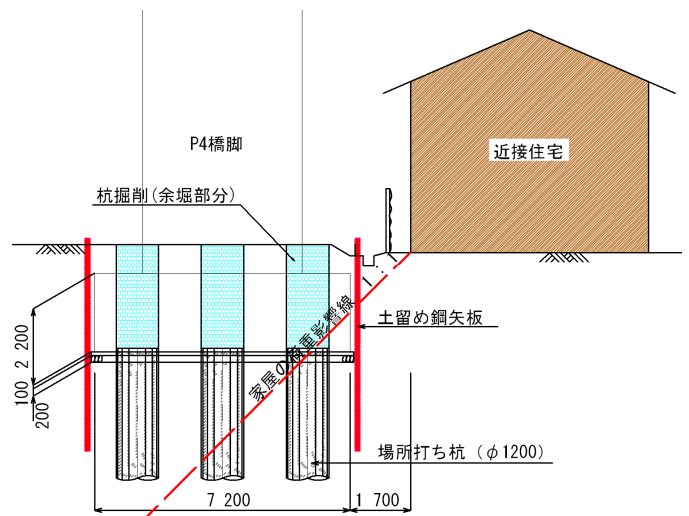 P4橋脚
近接住宅
杭掘削(余堀部分)
1:1
家屋の荷重影響線
土留め鋼矢板
2 200
100
200
場所打ち杭(φ1200)
7 200
1 700